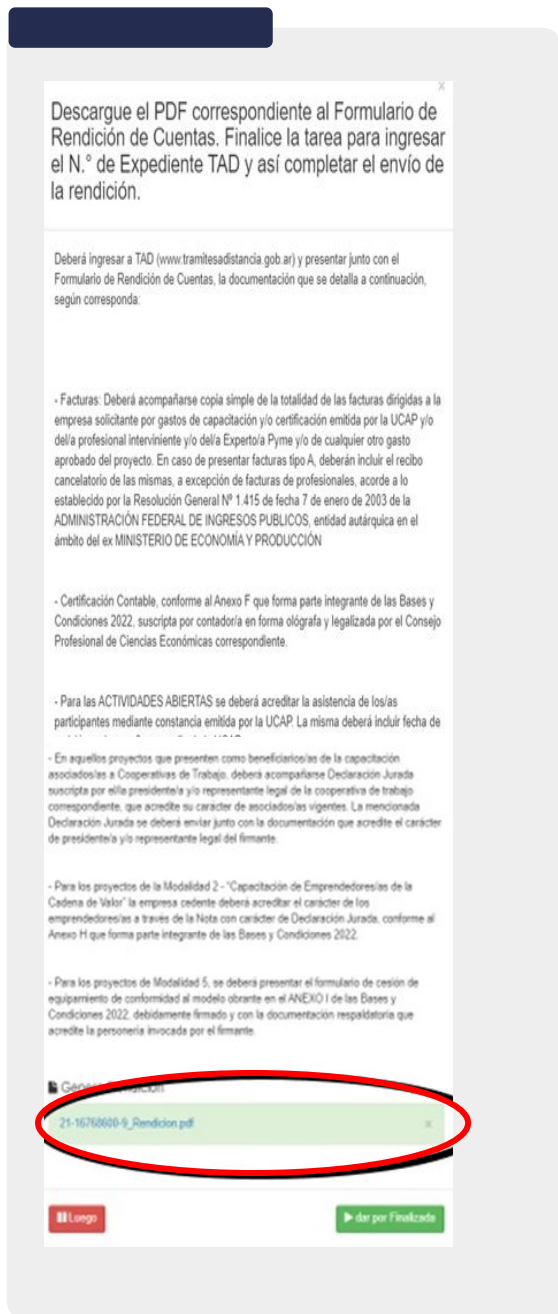 x
Descargue el PDF correspondiente al Formulario de
Rendición de Cuentas. Finalice la tarea para ingresar
el N.° de Expediente TAD y así completar el envío de
la rendición.
Deberá ingresar a TAD (www.tramitesadistancia.gob.ar) y presentar junto con el
Formulario de Rendición de Cuentas, la documentación que se detalla a continuación,
según corresponda:
- Facturas: Deberá acompañarse copia simple de la totalidad de las facturas dirigidas a la
empresa solicitante por gastos de capacitación y/o certificación emitida por la UCAP y/o
del/a profesional interviniente y/o del/a Experto/a Pyme y/o de cualquier otro gasto
aprobado del proyecto. En caso de presentar facturas tipo A, deberán incluir el recibo
cancelatorio de las mismas, a excepción de facturas de profesionales, acorde a lo
establecido por la Resolución General Nº 1.415 de fecha 7 de enero de 2003 de la
ADMINISTRACIÓN FEDERAL DE INGRESOS PUBLICOS, entidad autárquica en el
ámbito del ex MINISTERIO DE ECONOMÍA Y PRODUCCIÓN
- Certificación Contable, conforme al Anexo F que forma parte integrante de las Bases y
Condiciones 2022, suscripta por contador/a en forma ológrafa y legalizada por el Consejo
Profesional de Ciencias Económicas correspondiente.
- Para las ACTIVIDADES ABIERTAS se deberá acreditar la asistencia de los/as
participantes mediante constancia emitida por la UCAP. La misma deberá incluir fecha de
- En aquellos proyectos que presenten como beneficiarios/as de la capacitación
asociados/as a Cooperativas de Trabajo, deberá acompañarse Declaración Jurada
suscripta por el/la presidente/a y/o representante legal de la cooperativa de trabajo
correspondiente, que acredite su carácter de asociados/as vigentes. La mencionada
Declaración Jurada se deberá enviar junto con la documentación que acredite el carácter
de presidente/a y/o representante legal del firmante.
- Para los proyectos de la Modalidad 2 - "Capacitación de Emprendedores/as de la
Cadena de Valor" la empresa cedente deberá acreditar el carácter de los
emprendedores/as a través de la Nota con carácter de Declaración Jurada, conforme al
Anexo H que forma parte integrante de las Bases y Condiciones 2022.
- Para los proyectos de Modalidad 5, se deberá presentar el formulario de cesión de
equipamiento de conformidad al modelo obrante en el ANEXO I de las Bases y
Condiciones 2022, debidamente firmado y con la documentación respaldatoria que
acredite la personería invocada por el firmante.
21-16768600-9_Rendicion.pdf x
Luego dar por Finalizada